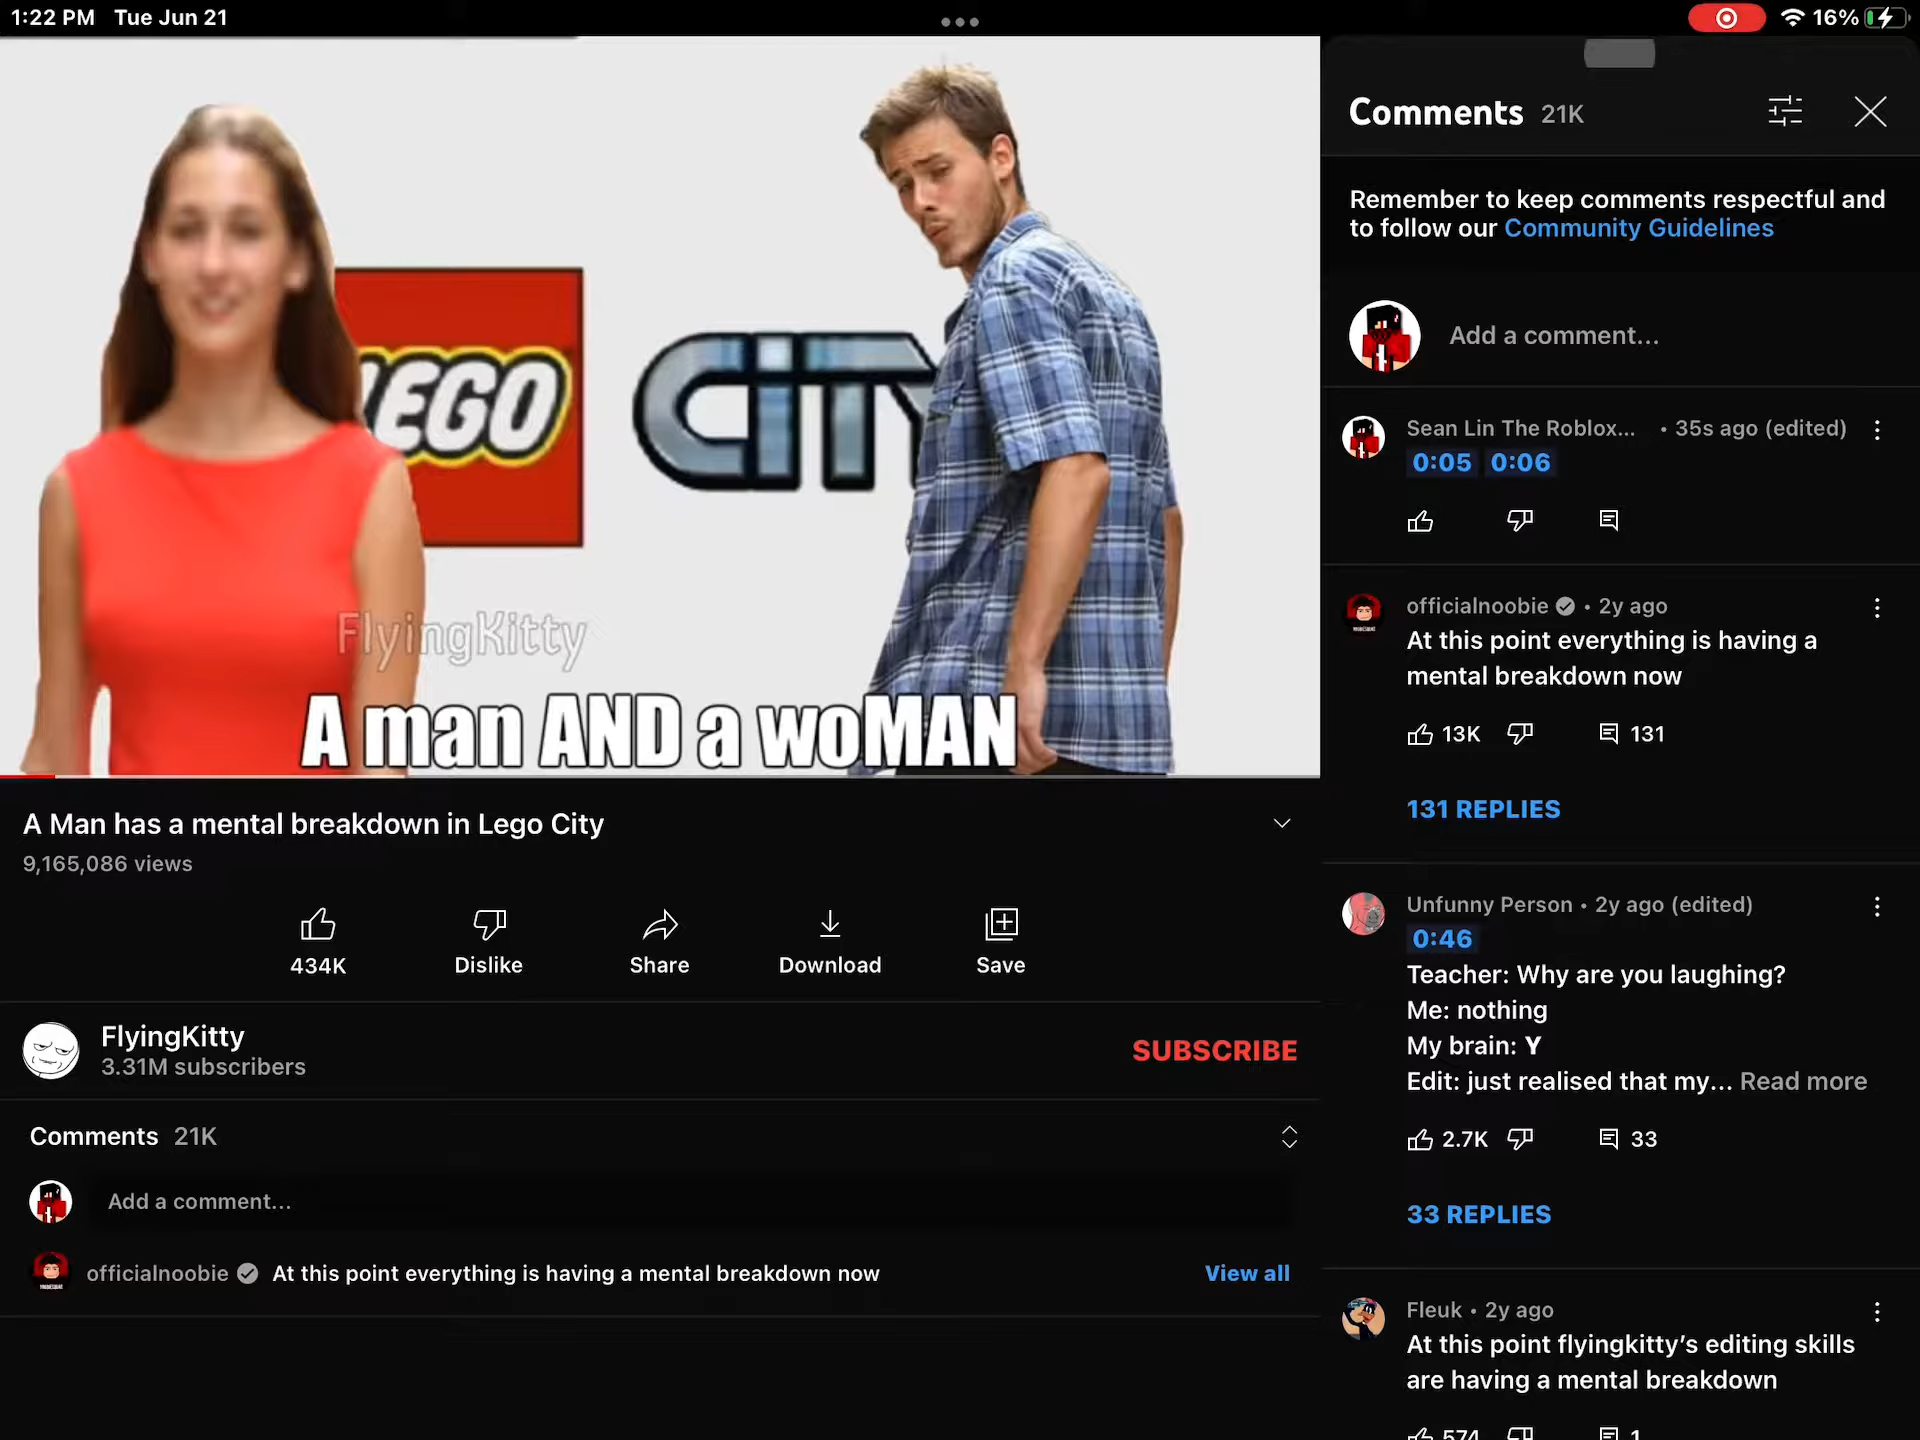 1:22 PM Tue Jun 21
16%
LEGO
CiTY
FlyingKitty
A man AND a woMAN
A Man has a mental breakdown in Lego City
9,165,086 views
434K
Dislike
Share
Download
Save
FlyingKitty
3.31M subscribers
SUBSCRIBE
Comments 21K
Add a comment...
officialnoobie At this point everything is having a mental breakdown now
View all
Comments 21K
Remember to keep comments respectful and
to follow our Community Guidelines
Add a comment...
Sean Lin The Roblox... • 35s ago (edited)
0:05 0:06
officialnoobie • 2y ago
At this point everything is having a
mental breakdown now
13K
131
131 REPLIES
Unfunny Person • 2y ago (edited)
0:46
Teacher: Why are you laughing?
Me: nothing
My brain: Y
Edit: just realised that my... Read more
2.7K
33
33 REPLIES
Fleuk • 2y ago
At this point flyingkitty's editing skills
are having a mental breakdown
574
1